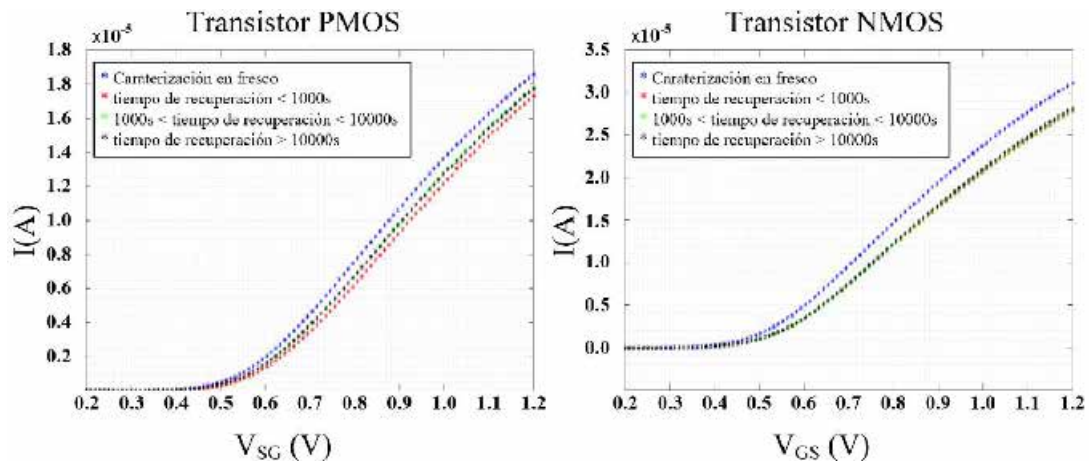 Transistor PMOS
x10⁻⁵
1.8
1.6
1.4
1.2
1.0
0.8
0.6
0.4
0.2
I(A)
Caraterización en fresco
tiempo de recuperación < 1000s
1000s < tiempo de recuperación < 10000s
tiempo de recuperación > 10000s
0.2 0.3 0.4 0.5 0.6 0.7 0.8 0.9 1.0 1.1 1.2
V_SG (V)
Transistor NMOS
x10⁻⁵
3.5
3.0
2.5
2.0
1.5
1.0
0.5
0.0
I(A)
Caraterización en fresco
tiempo de recuperación < 1000s
1000s < tiempo de recuperación < 10000s
tiempo de recuperación > 10000s
0.2 0.3 0.4 0.5 0.6 0.7 0.8 0.9 1.0 1.1 1.2
V_GS (V)